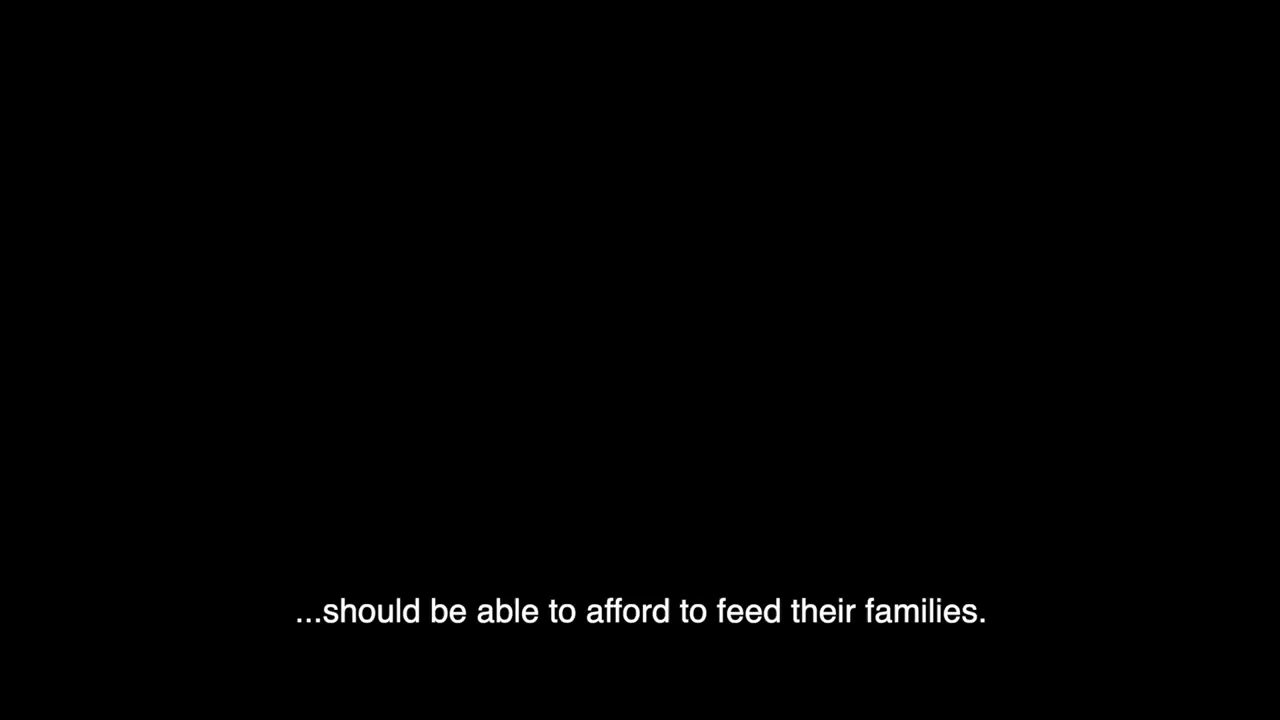 ...should be able to afford to feed their families.